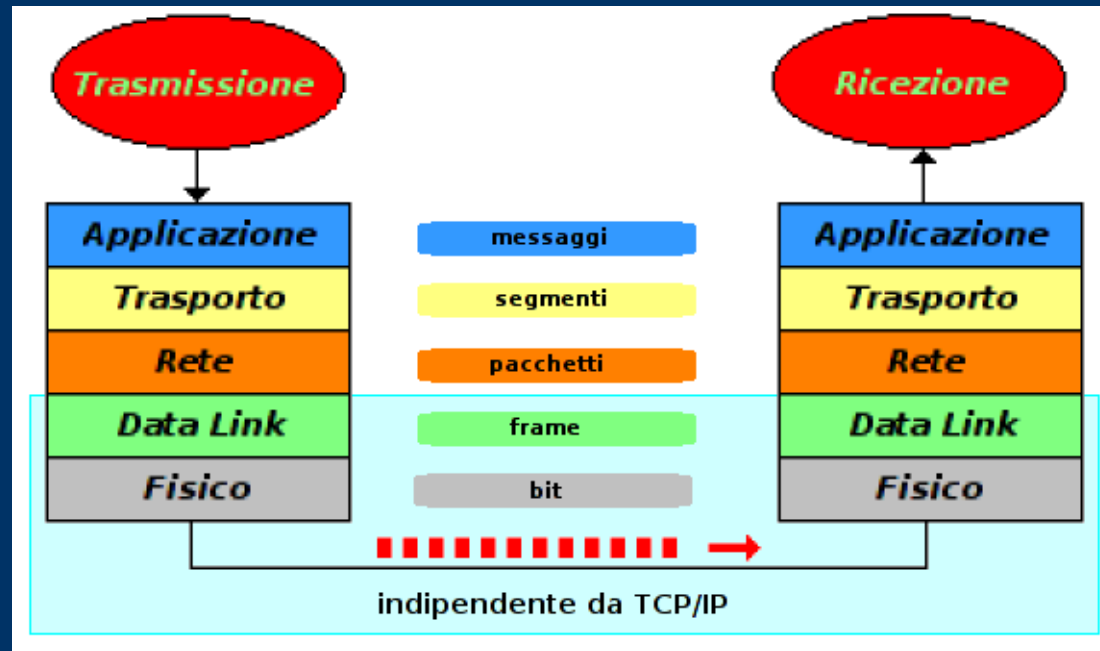 Trasmissione
Ricezione
Applicazione
messaggi
Applicazione
Trasporto
segmenti
Trasporto
Rete
pacchetti
Rete
Data Link
frame
Data Link
Fisico
bit
Fisico
indipendente da TCP/IP